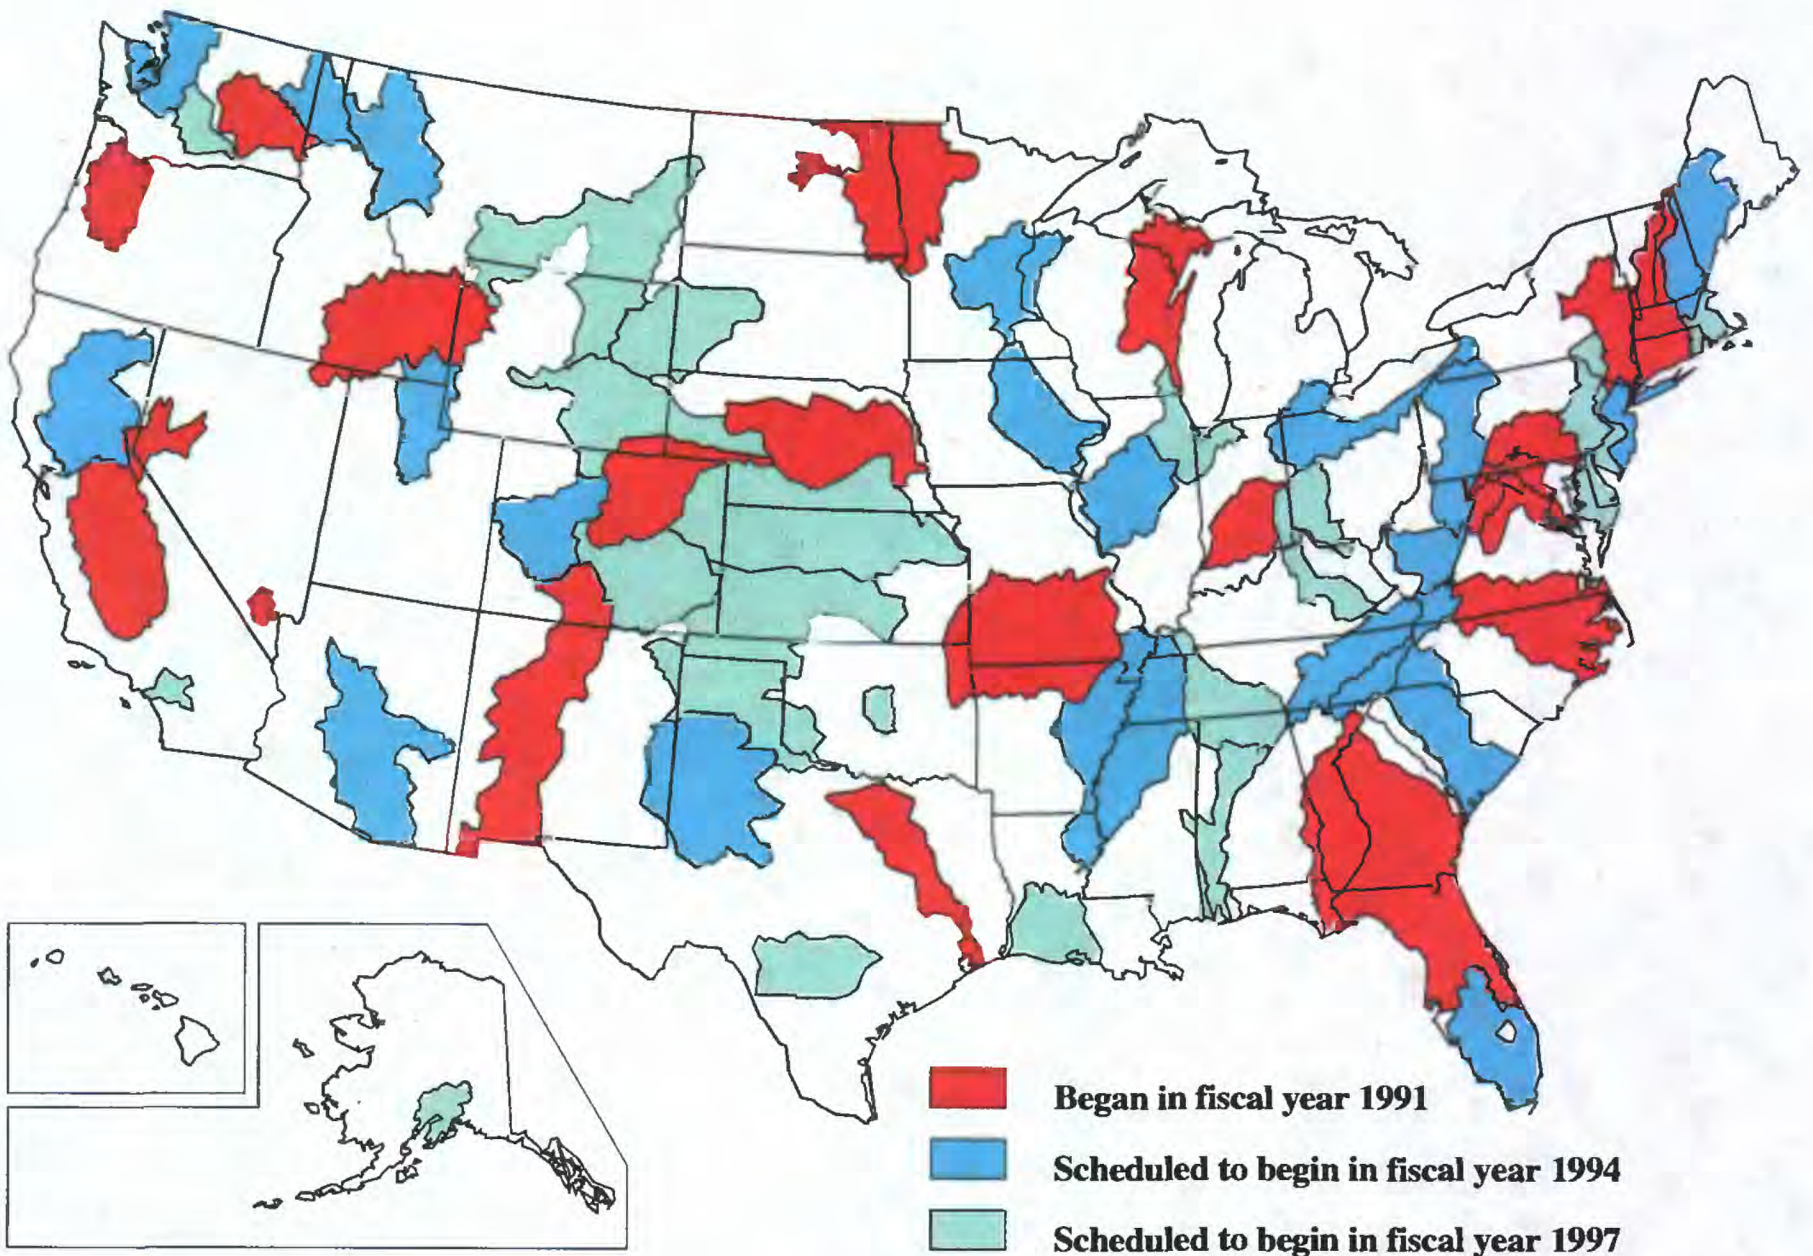 Began in fiscal year 1991
Scheduled to begin in fiscal year 1994
Scheduled to begin in fiscal year 1997